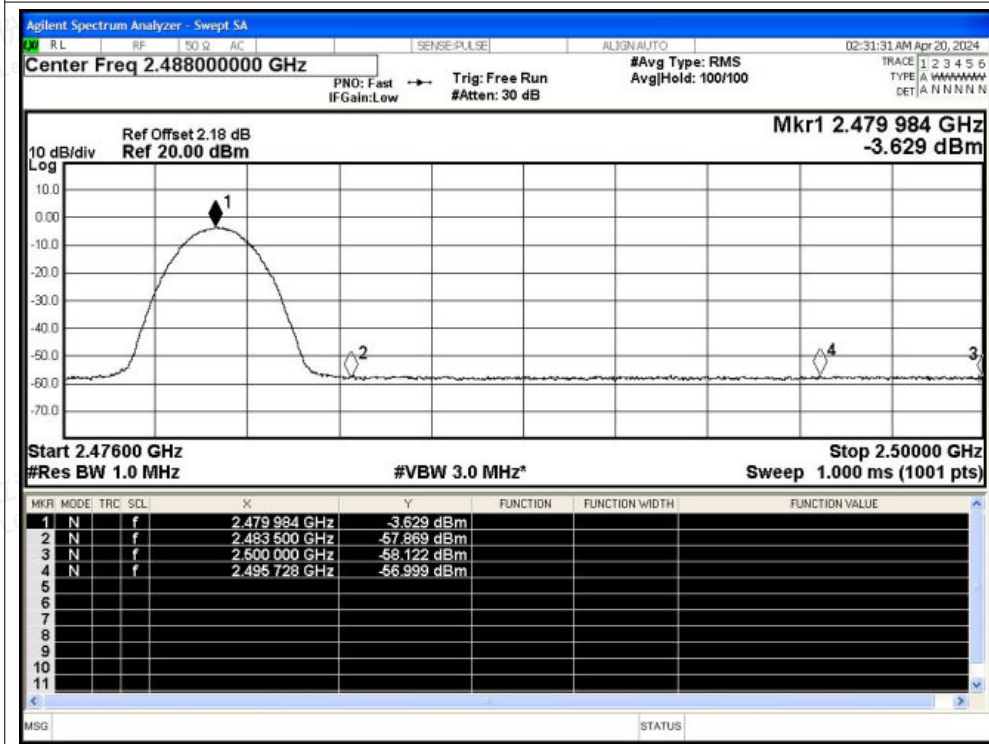 Agilent Spectrum Analyzer - Swept SA
LXI RL RF 50 Ω AC SENSE:PULSE ALIGN AUTO 02:31:31 AM Apr 20, 2024
Center Freq 2.488000000 GHz #Avg Type: RMS TRACE 1 2 3 4 5 6
PNO: Fast Trig: Free Run Avg|Hold: 100/100 TYPE A WWWWW
IFGain:Low #Atten: 30 dB DET A N N N N N
Mkr1 2.479 984 GHz
Ref Offset 2.18 dB
10 dB/div Ref 20.00 dBm -3.629 dBm
Log
10.0
1
0.00
-10.0
-20.0
-30.0
-40.0
-50.0 2 4 3
-60.0
-70.0
Start 2.47600 GHz Stop 2.50000 GHz
#Res BW 1.0 MHz #VBW 3.0 MHz* Sweep 1.000 ms (1001 pts)
MKR MODE TRC SCL X Y FUNCTION FUNCTION WIDTH FUNCTION VALUE
1 N f 2.479 984 GHz -3.629 dBm
2 N f 2.483 500 GHz -57.869 dBm
3 N f 2.500 000 GHz -58.122 dBm
4 N f 2.495 728 GHz -56.999 dBm
5
6
7
8
9
10
11
MSG STATUS